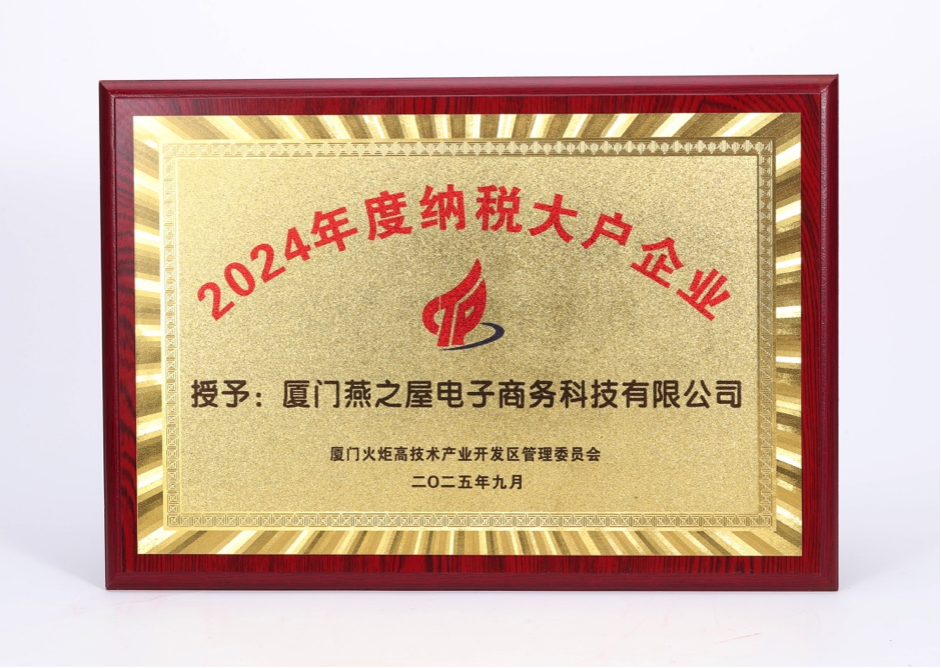 2024年度纳税大户企业
授予：厦门燕之屋电子商务科技有限公司
厦门火炬高技术产业开发区管理委员会
二〇二五年九月